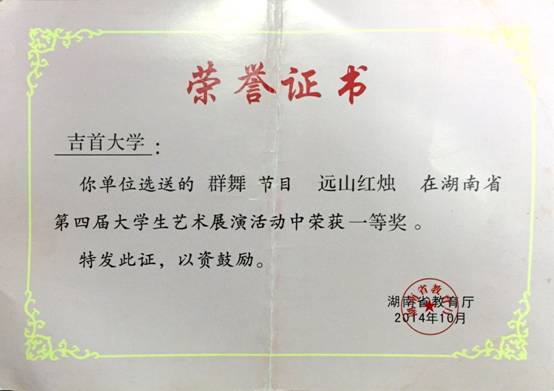 荣誉证书
吉首大学：
你单位选送的 群舞 节目 远山红烛 在湖南省
第四届大学生艺术展演活动中荣获一等奖。
特发此证，以资鼓励。
湖南省教育厅
2014年10月